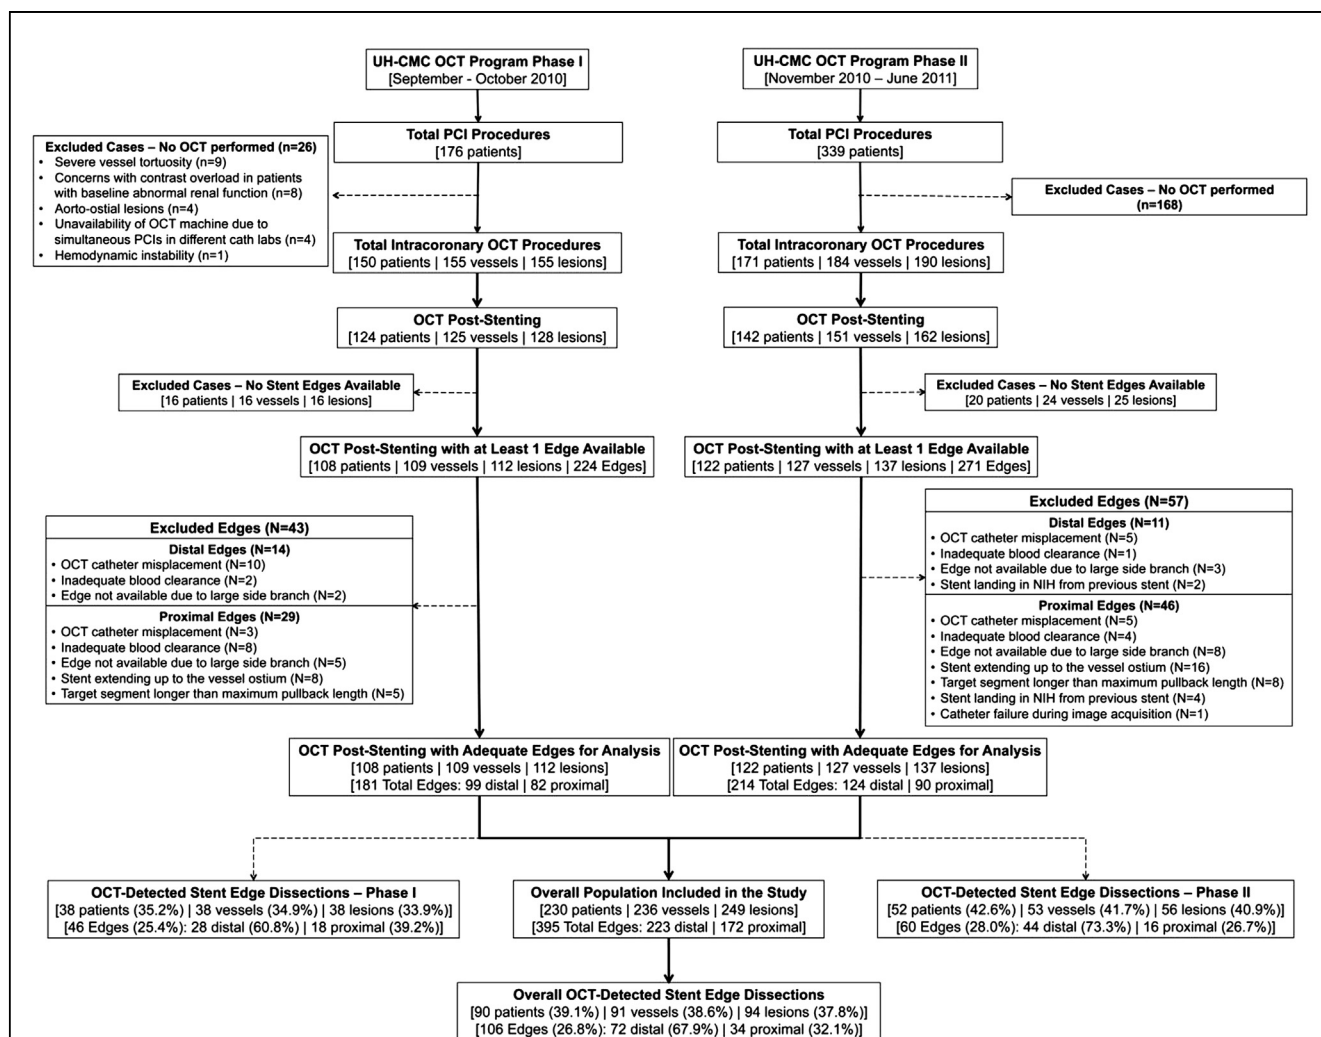 UH-CMC OCT Program Phase I
[September - October 2010]
UH-CMC OCT Program Phase II
[November 2010 – June 2011]
Total PCI Procedures
[176 patients]
Total PCI Procedures
[339 patients]
Excluded Cases – No OCT performed (n=26)
• Severe vessel tortuosity (n=9)
• Concerns with contrast overload in patients
with baseline abnormal renal function (n=8)
• Aorto-ostial lesions (n=4)
• Unavailability of OCT machine due to
simultaneous PCIs in different cath labs (n=4)
• Hemodynamic instability (n=1)
Excluded Cases – No OCT performed
(n=168)
Total Intracoronary OCT Procedures
[150 patients | 155 vessels | 155 lesions]
Total Intracoronary OCT Procedures
[171 patients | 184 vessels | 190 lesions]
OCT Post-Stenting
[124 patients | 125 vessels | 128 lesions]
OCT Post-Stenting
[142 patients | 151 vessels | 162 lesions]
Excluded Cases – No Stent Edges Available
[16 patients | 16 vessels | 16 lesions]
Excluded Cases – No Stent Edges Available
[20 patients | 24 vessels | 25 lesions]
OCT Post-Stenting with at Least 1 Edge Available
[108 patients | 109 vessels | 112 lesions | 224 Edges]
OCT Post-Stenting with at Least 1 Edge Available
[122 patients | 127 vessels | 137 lesions | 271 Edges]
Excluded Edges (N=43)
Distal Edges (N=14)
• OCT catheter misplacement (N=10)
• Inadequate blood clearance (N=2)
• Edge not available due to large side branch (N=2)
Proximal Edges (N=29)
• OCT catheter misplacement (N=3)
• Inadequate blood clearance (N=8)
• Edge not available due to large side branch (N=5)
• Stent extending up to the vessel ostium (N=8)
• Target segment longer than maximum pullback length (N=5)
Excluded Edges (N=57)
Distal Edges (N=11)
• OCT catheter misplacement (N=5)
• Inadequate blood clearance (N=1)
• Edge not available due to large side branch (N=3)
• Stent landing in NIH from previous stent (N=2)
Proximal Edges (N=46)
• OCT catheter misplacement (N=5)
• Inadequate blood clearance (N=4)
• Edge not available due to large side branch (N=8)
• Stent extending up to the vessel ostium (N=16)
• Target segment longer than maximum pullback length (N=8)
• Stent landing in NIH from previous stent (N=4)
• Catheter failure during image acquisition (N=1)
OCT Post-Stenting with Adequate Edges for Analysis
[108 patients | 109 vessels | 112 lesions]
[181 Total Edges: 99 distal | 82 proximal]
OCT Post-Stenting with Adequate Edges for Analysis
[122 patients | 127 vessels | 137 lesions]
[214 Total Edges: 124 distal | 90 proximal]
OCT-Detected Stent Edge Dissections – Phase I
[38 patients (35.2%) | 38 vessels (34.9%) | 38 lesions (33.9%)]
[46 Edges (25.4%): 28 distal (60.8%) | 18 proximal (39.2%)]
Overall Population Included in the Study
[230 patients | 236 vessels | 249 lesions]
[395 Total Edges: 223 distal | 172 proximal]
OCT-Detected Stent Edge Dissections – Phase II
[52 patients (42.6%) | 53 vessels (41.7%) | 56 lesions (40.9%)]
[60 Edges (28.0%): 44 distal (73.3%) | 16 proximal (26.7%)]
Overall OCT-Detected Stent Edge Dissections
[90 patients (39.1%) | 91 vessels (38.6%) | 94 lesions (37.8%)]
[106 Edges (26.8%): 72 distal (67.9%) | 34 proximal (32.1%)]